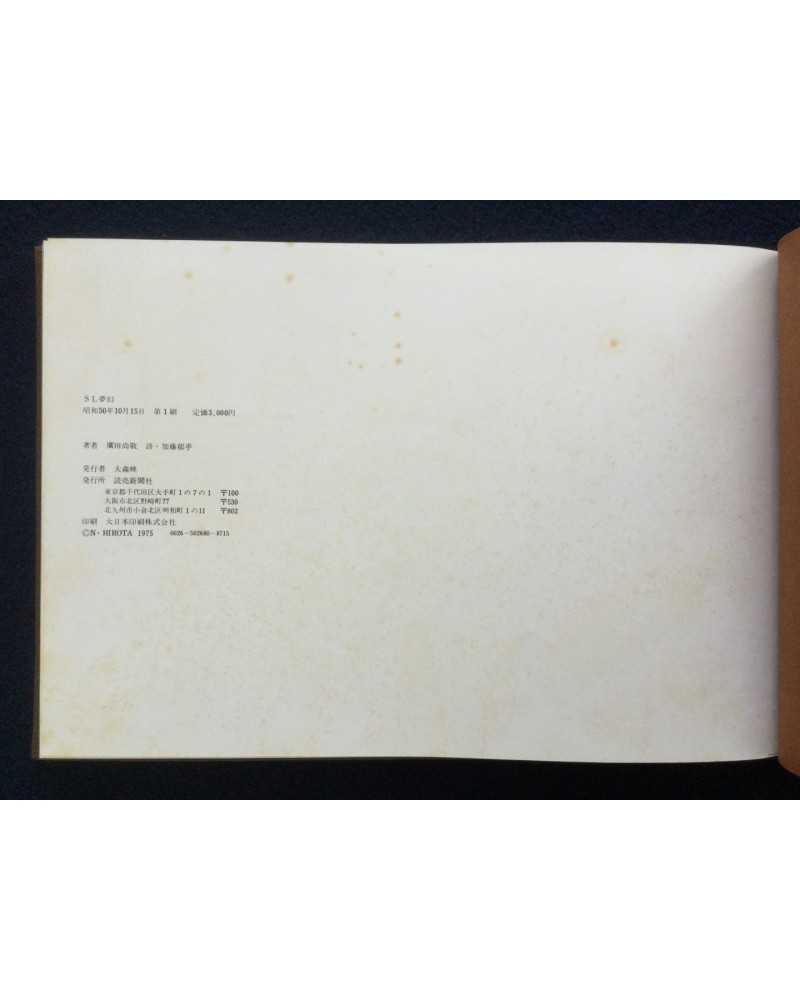 SL夢幻
昭和50年10月15日 第1刷 定価3,000円
著者 廣田尚敬 詩・加藤郁乎
発行者 大森暁
発行所 読売新聞社
東京都千代田区大手町1の7の1 〒100
大阪市北区野崎町77 〒530
北九州市小倉北区明和町1の11 〒802
印刷 大日本印刷株式会社
©N・HIROTA 1975 0026-502680-8715